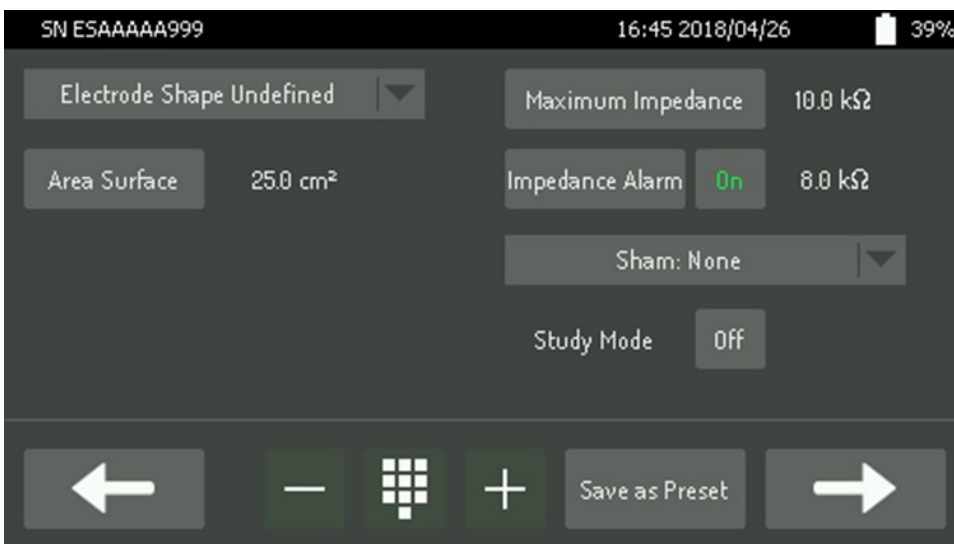 SN ESAAAAA999 16:45 2018/04/26 39%
Electrode Shape Undefined
Maximum Impedance 10.0 kΩ
Area Surface 25.0 cm²
Impedance Alarm On 8.0 kΩ
Sham: None
Study Mode Off
Save as Preset